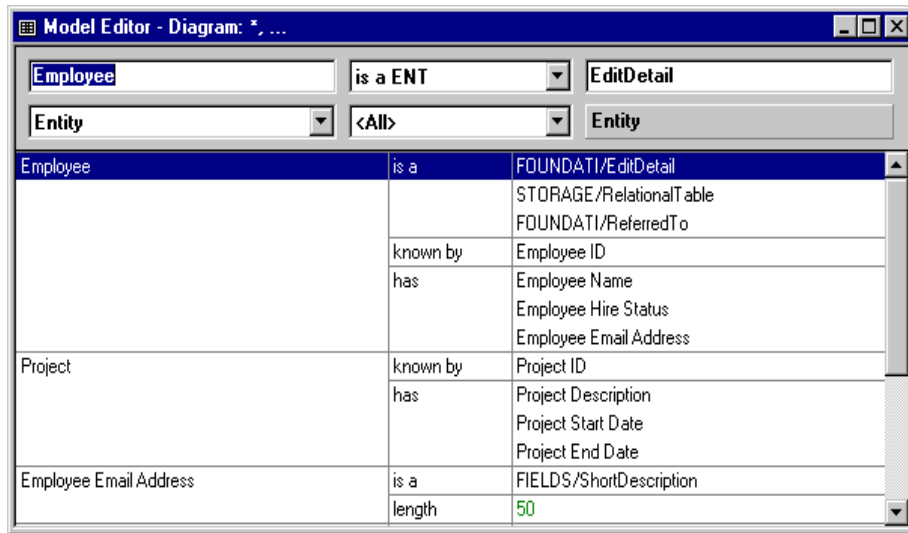 Model Editor - Diagram: *, ...
Employee is a ENT EditDetail
Entity <All> Entity
Employee is a FOUNDATI/EditDetail
STORAGE/RelationalTable
FOUNDATI/ReferredTo
known by Employee ID
has Employee Name
Employee Hire Status
Employee Email Address
Project known by Project ID
has Project Description
Project Start Date
Project End Date
Employee Email Address is a FIELDS/ShortDescription
length 50